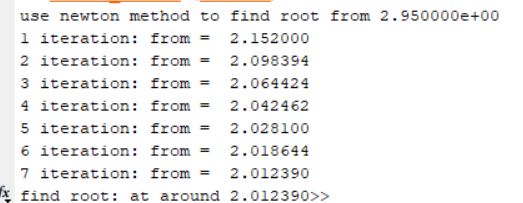 use newton method to find root from 2.950000e+00
1 iteration: from =  2.152000
2 iteration: from =  2.098394
3 iteration: from =  2.064424
4 iteration: from =  2.042462
5 iteration: from =  2.028100
6 iteration: from =  2.018644
7 iteration: from =  2.012390
fx find root: at around 2.012390>>